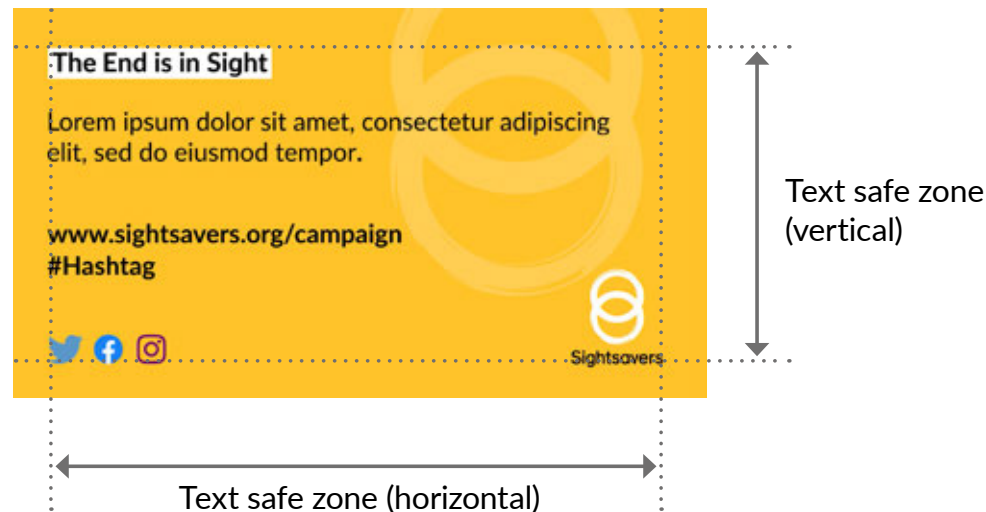 The End is in Sight
Lorem ipsum dolor sit amet, consectetur adipiscing
elit, sed do eiusmod tempor.
www.sightsavers.org/campaign
#Hashtag
Sightsavers
Text safe zone
(vertical)
Text safe zone (horizontal)